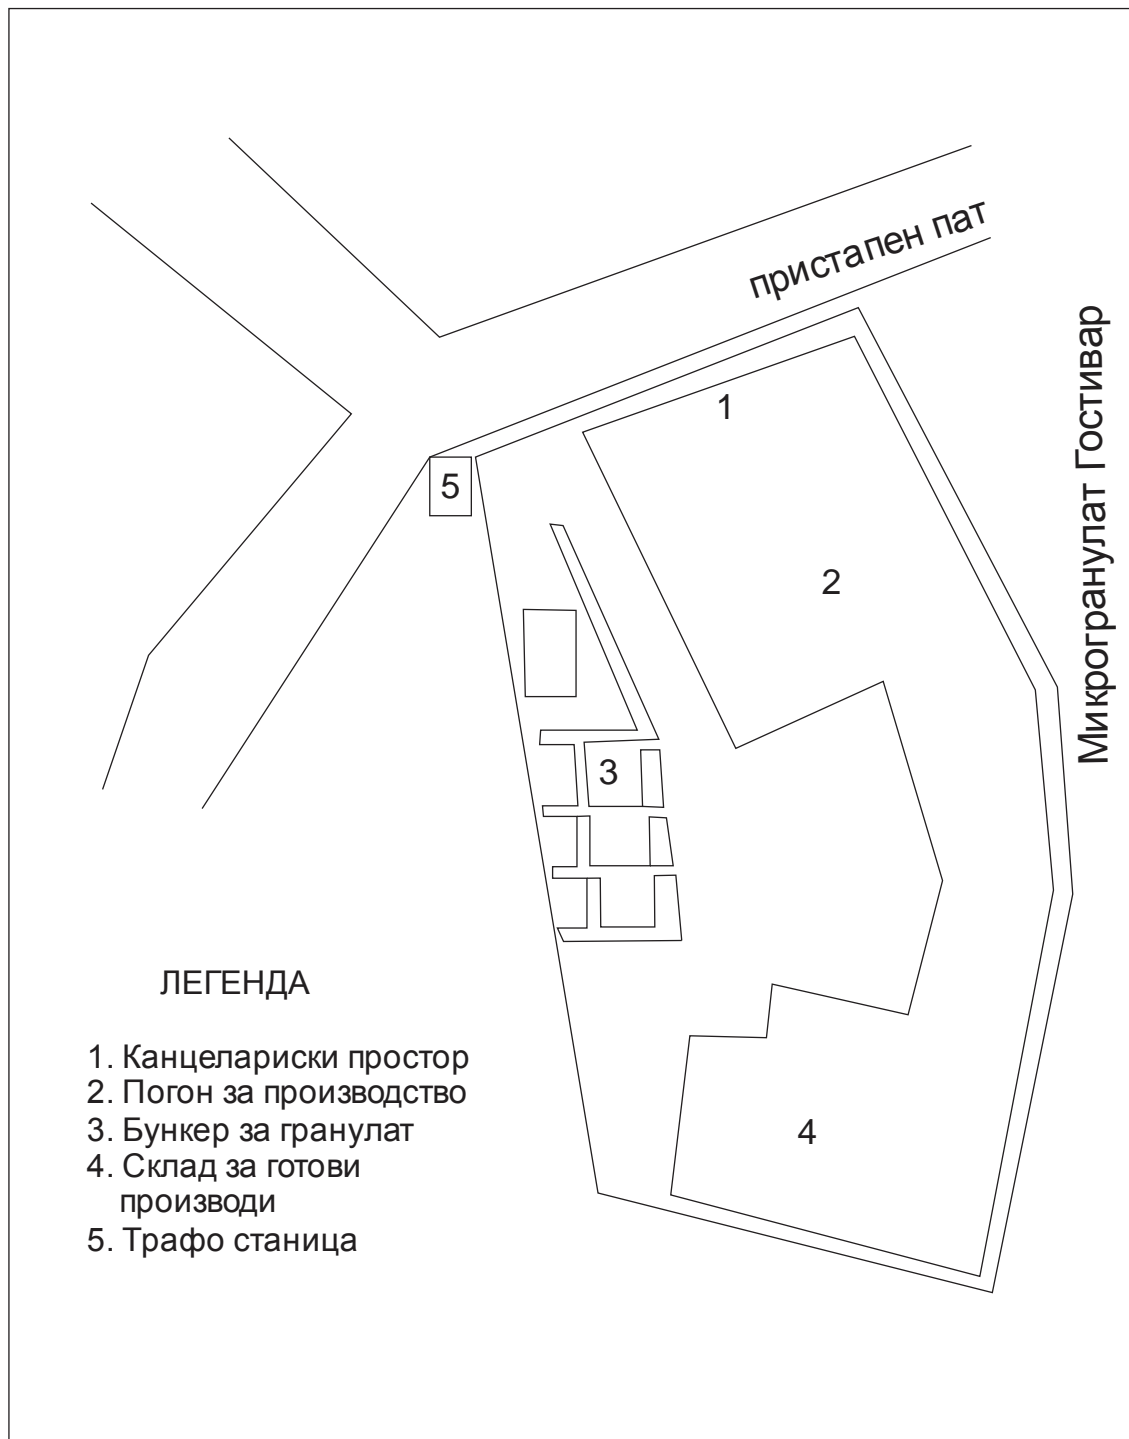 пристапен пат
Микрогранулат Гостивар
1
2
3
4
5
ЛЕГЕНДА
1. Канцелариски простор
2. Погон за производство
3. Бункер за гранулат
4. Склад за готови
производи
5. Трафо станица